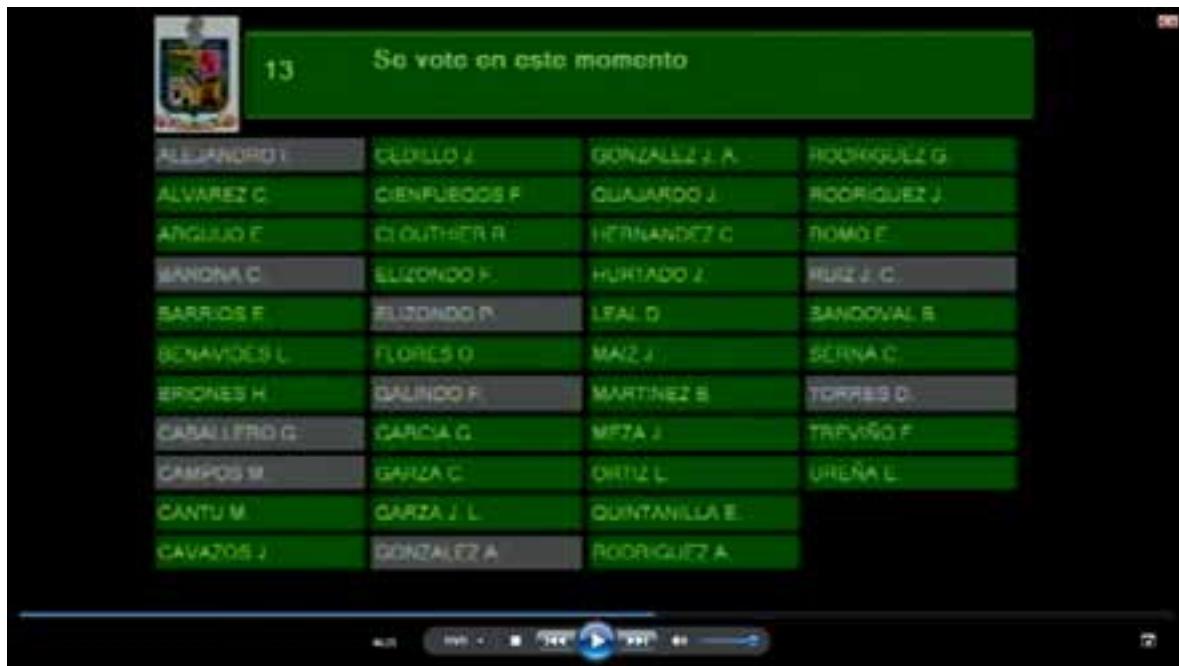 13
Se vote en este momento
ALEJANDRO I.
ALVAREZ C.
ARGUIJO E.
BARONA C.
BARRIOS E.
BENAVIDES L.
BRIONES H.
CABALLERO G.
CAMPOS M.
CANTU M.
CAVAZOS J.
CEDILLO J.
CIENFUEGOS F.
CLOUTHIER R.
ELIZONDO F.
ELIZONDO P.
FLORES O.
GALINDO F.
GARCIA G.
GARZA C.
GARZA J. L.
GONZALEZ A.
GONZALEZ J. A.
GUAJARDO J.
HERNANDEZ C.
HURTADO J.
LEAL D.
MAIZ J.
MARTINEZ B.
MEZA J.
ORTIZ L.
QUINTANILLA E.
RODRIGUEZ A.
RODRIGUEZ G.
RODRIGUEZ J.
ROMO E.
RUIZ J. C.
SANDOVAL B.
SERNA C.
TORRES D.
TREVIÑO F.
UREÑA L.